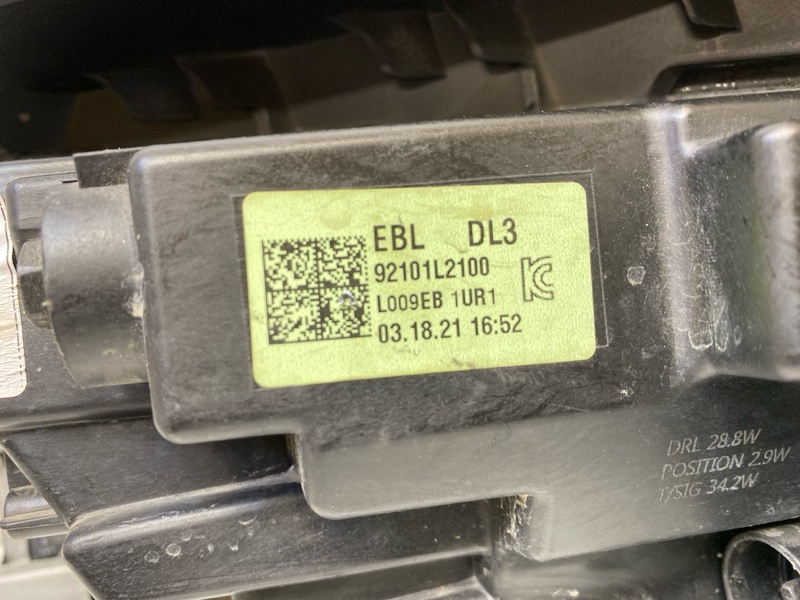 EBL DL3
92101L2100
L009EB 1UR1
03.18.21 16:52
DRL 28.8W
POSITION 2.9W
T/SIG 34.2W